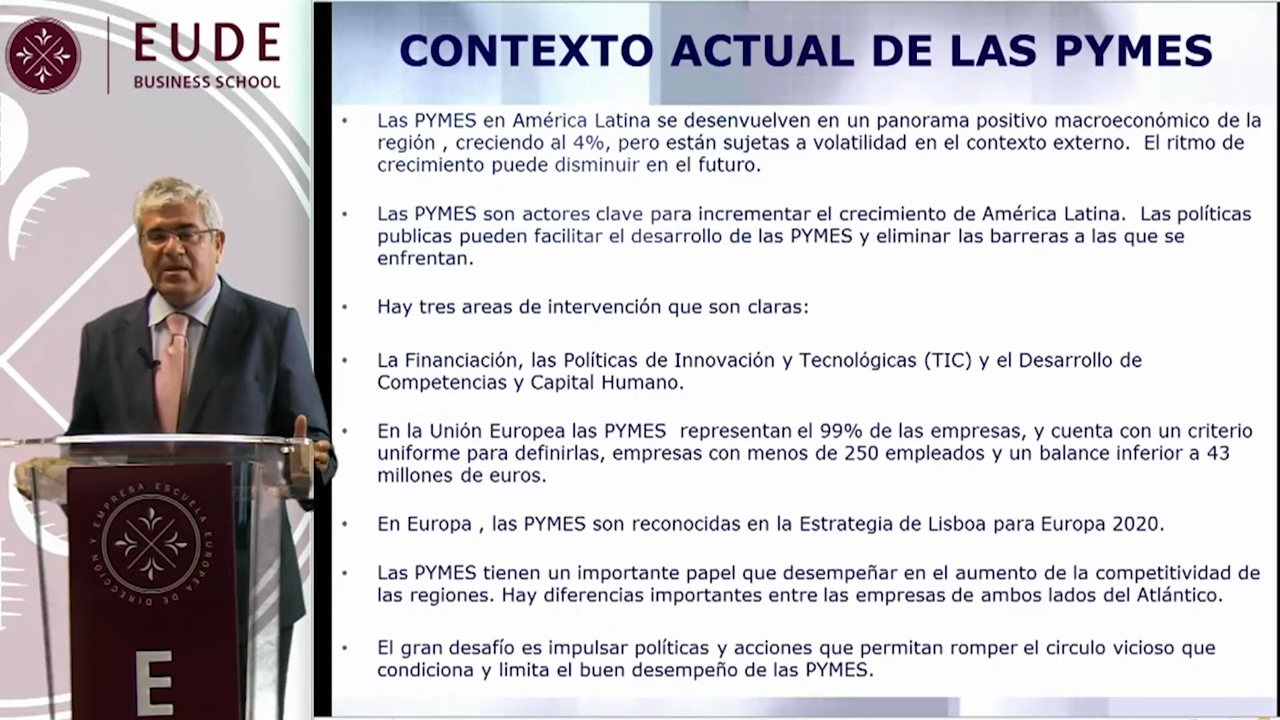 EUDE
BUSINESS SCHOOL
CONTEXTO ACTUAL DE LAS PYMES
• Las PYMES en América Latina se desenvuelven en un panorama positivo macroeconómico de la
región , creciendo al 4%, pero están sujetas a volatilidad en el contexto externo. El ritmo de
crecimiento puede disminuir en el futuro.
• Las PYMES son actores clave para incrementar el crecimiento de América Latina. Las políticas
publicas pueden facilitar el desarrollo de las PYMES y eliminar las barreras a las que se
enfrentan.
• Hay tres areas de intervención que son claras:
• La Financiación, las Políticas de Innovación y Tecnológicas (TIC) y el Desarrollo de
Competencias y Capital Humano.
• En la Unión Europea las PYMES representan el 99% de las empresas, y cuenta con un criterio
uniforme para definirlas, empresas con menos de 250 empleados y un balance inferior a 43
millones de euros.
• En Europa , las PYMES son reconocidas en la Estrategia de Lisboa para Europa 2020.
• Las PYMES tienen un importante papel que desempeñar en el aumento de la competitividad de
las regiones. Hay diferencias importantes entre las empresas de ambos lados del Atlántico.
• El gran desafío es impulsar políticas y acciones que permitan romper el circulo vicioso que
condiciona y limita el buen desempeño de las PYMES.
ESCUELA EUROPEA DE DIRECCIÓN Y EMPRESA
E